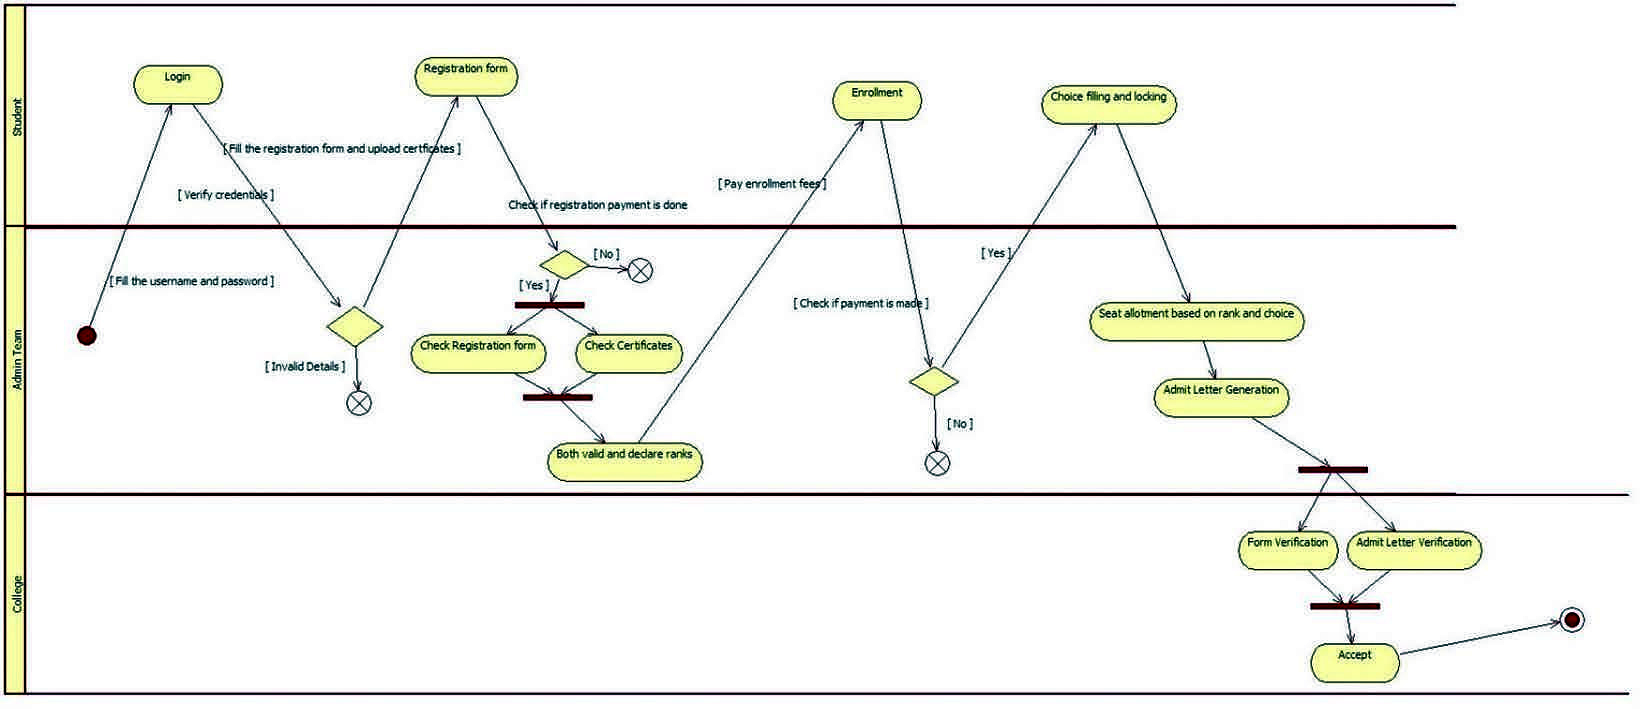 Student
Login
Registration form
Enrollment
Choice filling and locking
[ Fill the registration form and upload certficates ]
[ Verify credentials ]
[ Pay enrollment fees ]
Check if registration payment is done
Admin Team
[ Fill the username and password ]
[ Invalid Details ]
[ No ]
[ Yes ]
Check Registration form
Check Certificates
Both valid and declare ranks
[ Yes ]
[ Check if payment is made ]
[ No ]
Seat allotment based on rank and choice
Admit Letter Generation
College
Form Verification
Admit Letter Verification
Accept